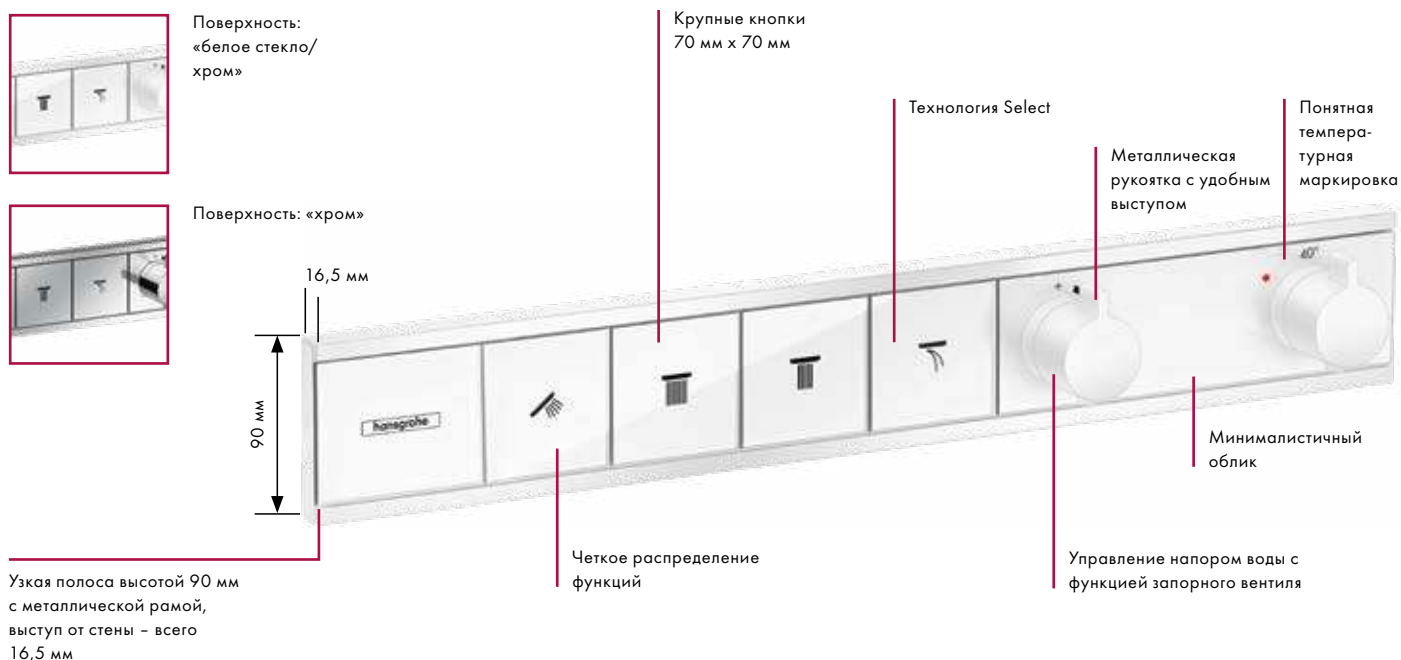 Поверхность:
«белое стекло/
хром»
Крупные кнопки
70 мм x 70 мм
Технология Select
Понятная
темпера-
турная
маркировка
Металлическая
рукоятка с удобным
выступом
Поверхность: «хром»
16,5 мм
40°
90 мм
hansgrohe
Минималистичный
облик
Четкое распределение
функций
Управление напором воды с
функцией запорного вентиля
Узкая полоса высотой 90 мм
с металлической рамой,
выступ от стены – всего
16,5 мм